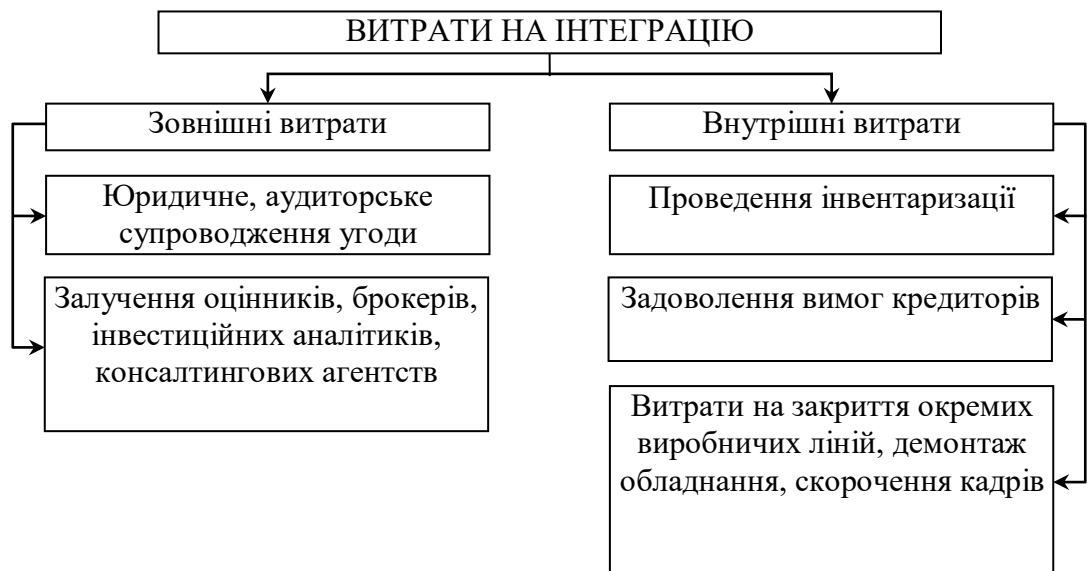 ВИТРАТИ НА ІНТЕГРАЦІЮ
Зовнішні витрати
Юридичне, аудиторське
супроводження угоди
Залучення оцінників, брокерів,
інвестиційних аналітиків,
консалтингових агентств
Внутрішні витрати
Проведення інвентаризації
Задоволення вимог кредиторів
Витрати на закриття окремих
виробничих ліній, демонтаж
обладнання, скорочення кадрів